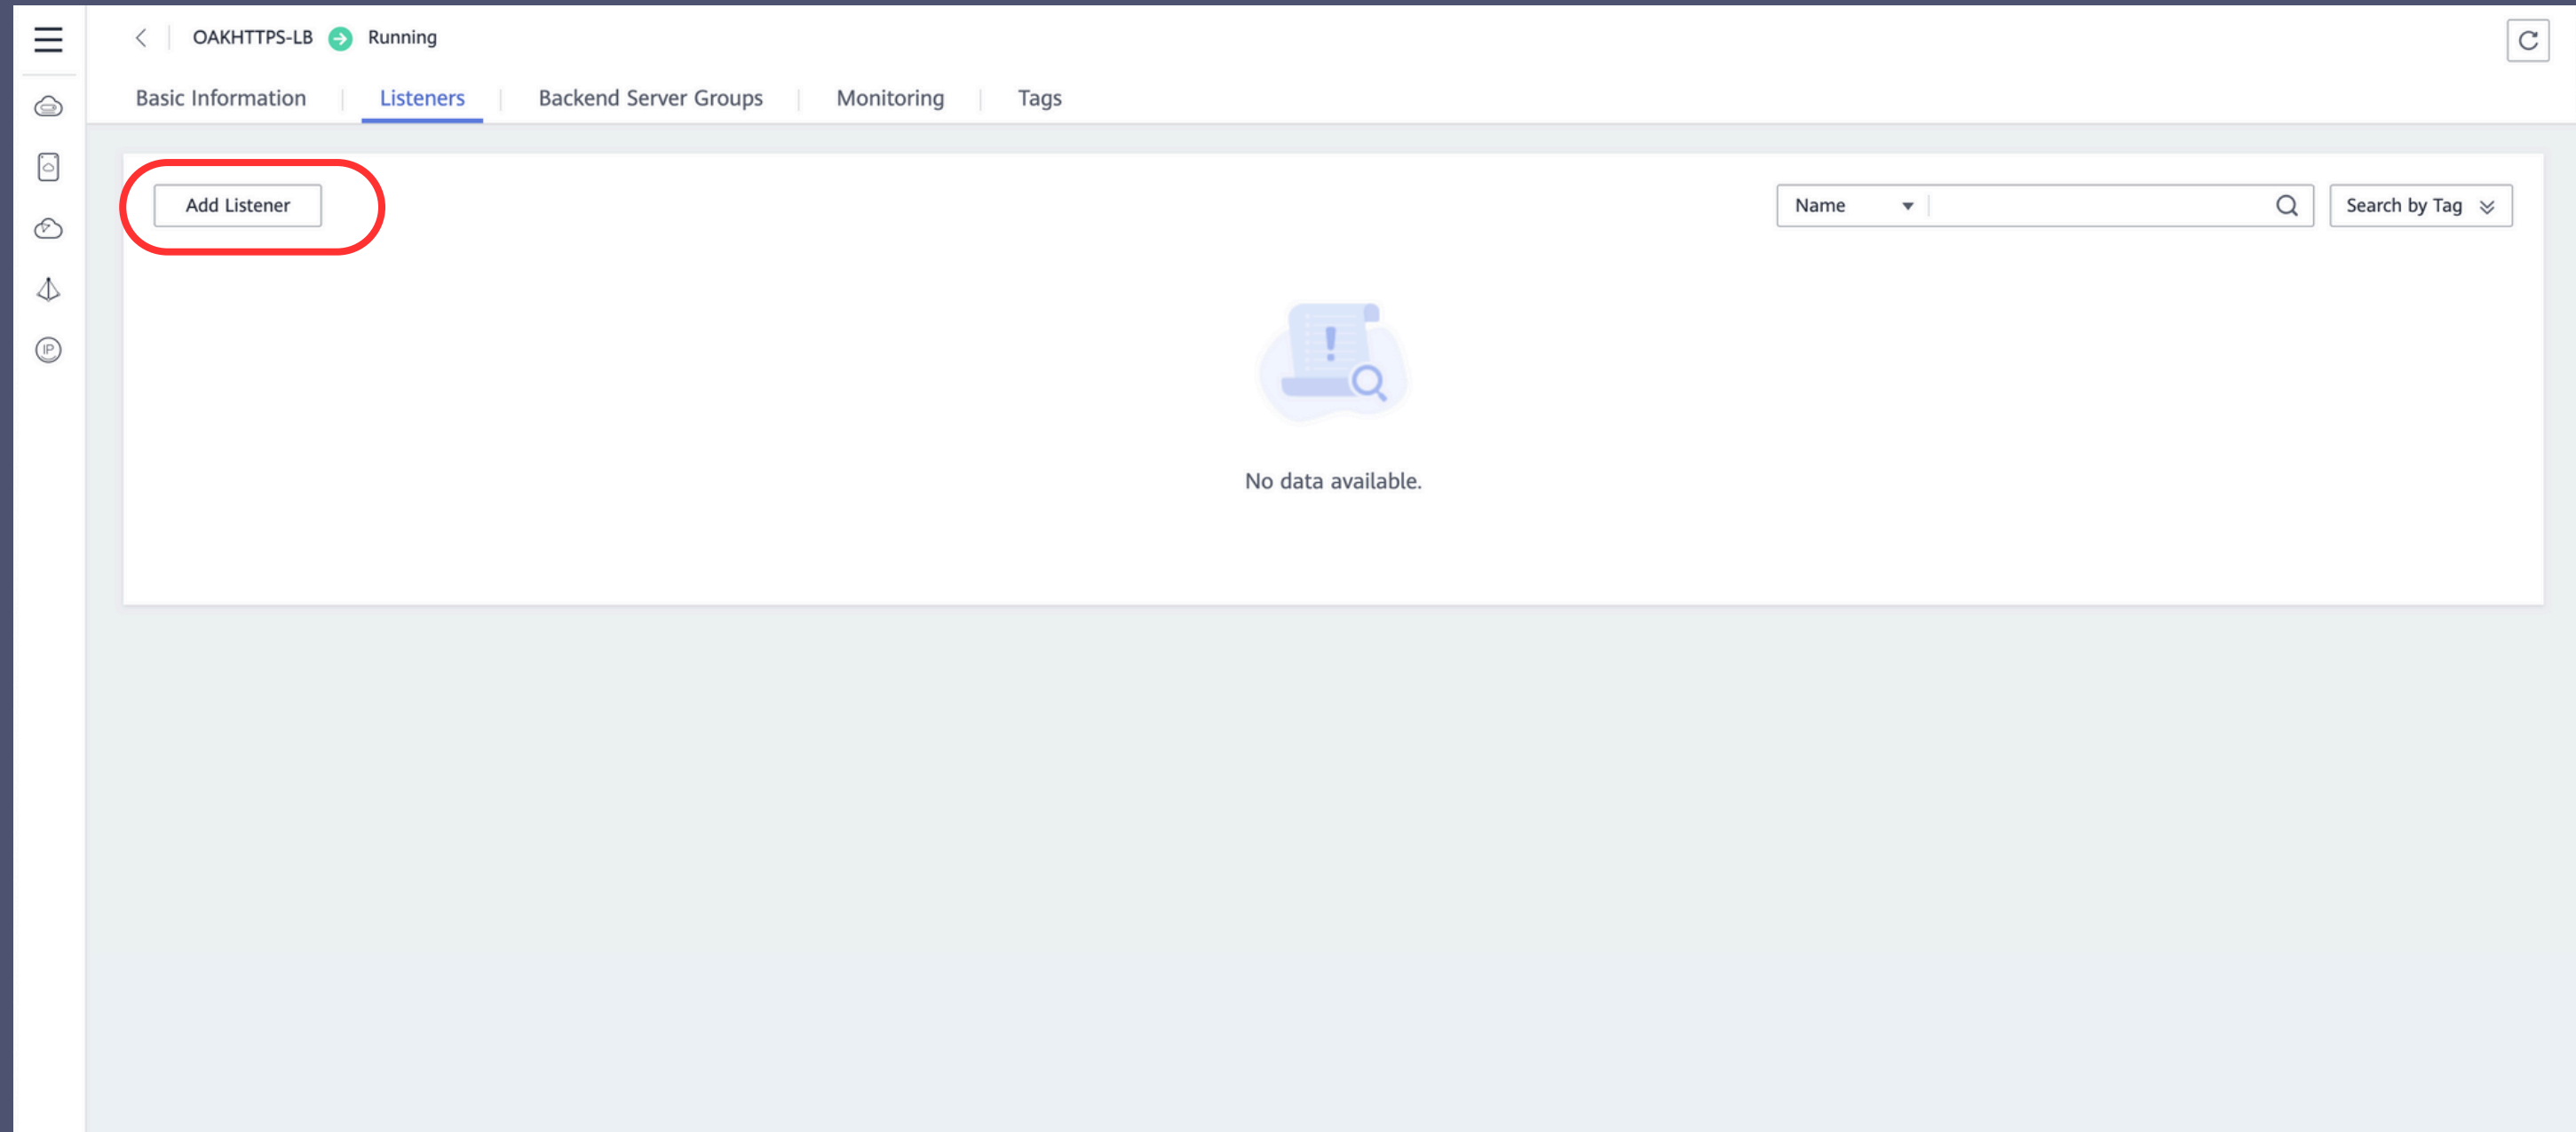 OAKHTTPS-LB Running
Basic Information Listeners Backend Server Groups Monitoring Tags
Add Listener Name Search by Tag
No data available.
IP